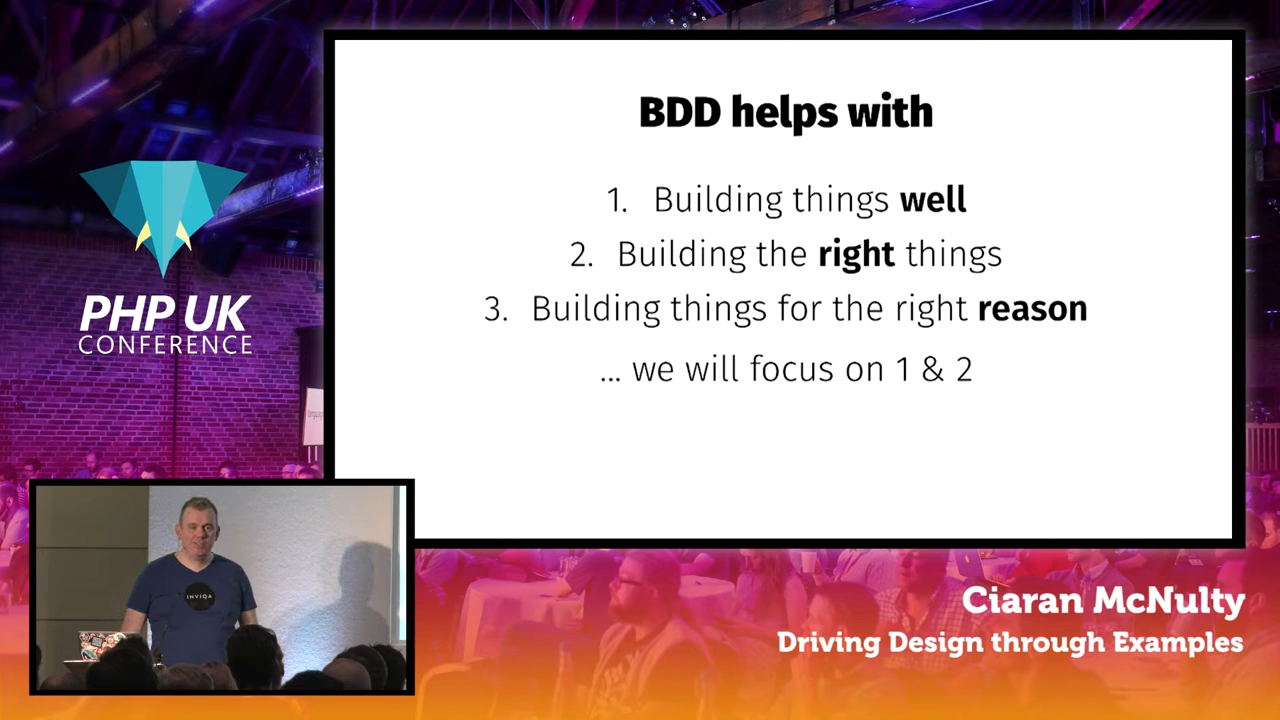 BDD helps with
1. Building things well
2. Building the right things
3. Building things for the right reason
... we will focus on 1 & 2
PHP UK
CONFERENCE
INVIQA
Ciaran McNulty
Driving Design through Examples